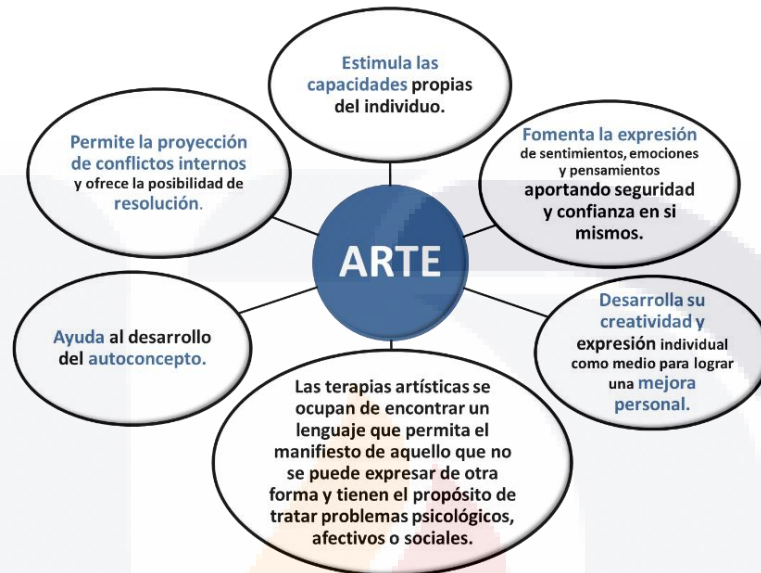 Estimula las
capacidades propias
del individuo.
Permite la proyección
de conflictos internos
y ofrece la posibilidad de
resolución.
Fomenta la expresión
de sentimientos, emociones
y pensamientos
aportando seguridad
y confianza en si
mismos.
ARTE
Ayuda al desarrollo
del autoconcepto.
Desarrolla su
creatividad y
expresión individual
como medio para lograr
una mejora
personal.
Las terapias artísticas se
ocupan de encontrar un
lenguaje que permita el
manifiesto de aquello que no
se puede expresar de otra
forma y tienen el propósito de
tratar problemas psicológicos,
afectivos o sociales.